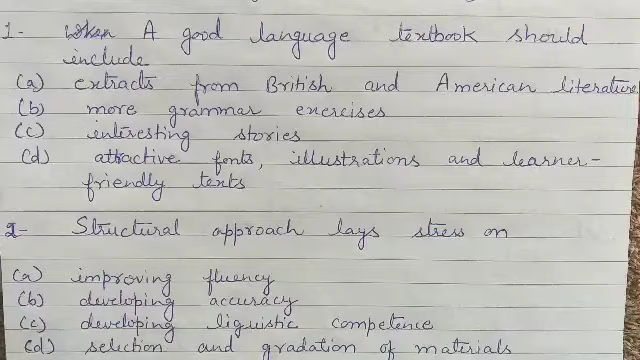 1- When A good language textbook should
include
(a) extracts from British and American literature
(b) more grammar exercises
(c) interesting stories
(d) attractive fonts, illustrations and learner-
friendly texts
2- Structural approach lays stress on
(a) improving fluency
(b) developing accuracy
(c) developing liguistic competence
(d) selection and gradation of materials